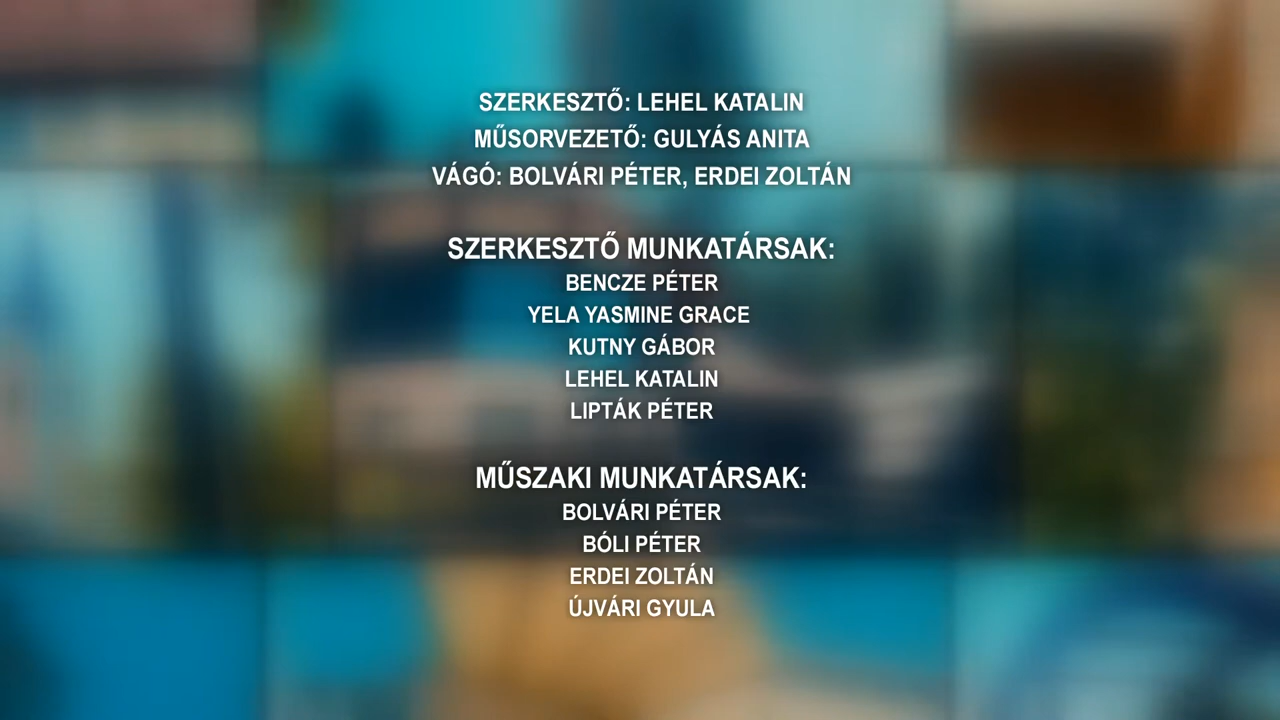 SZERKESZTŐ: LEHEL KATALIN
MŰSORVEZETŐ: GULYÁS ANITA
VÁGÓ: BOLVÁRI PÉTER, ERDEI ZOLTÁN
SZERKESZTŐ MUNKATÁRSAK:
BENCZE PÉTER
YELA YASMINE GRACE
KUTNY GÁBOR
LEHEL KATALIN
LIPTÁK PÉTER
MŰSZAKI MUNKATÁRSAK:
BOLVÁRI PÉTER
BÓLI PÉTER
ERDEI ZOLTÁN
ÚJVÁRI GYULA